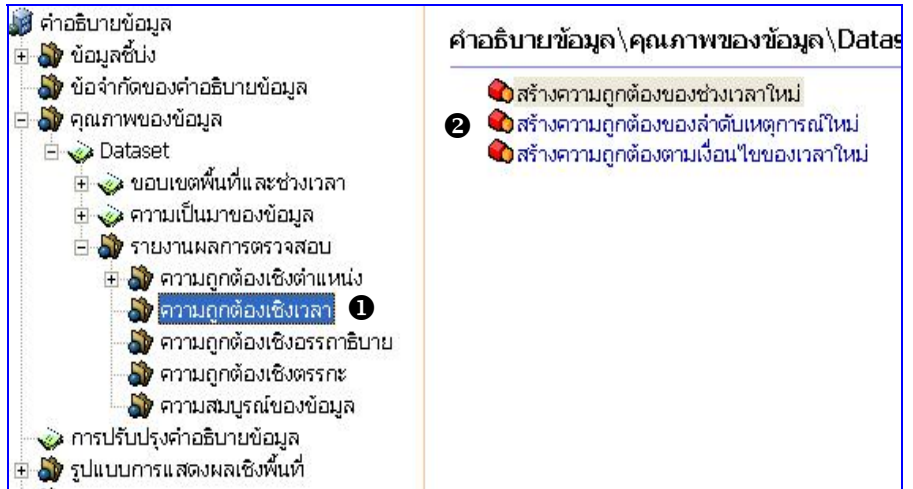 คำอธิบายข้อมูล
ข้อมูลชี้บ่ง
ข้อจำกัดของคำอธิบายข้อมูล
คุณภาพของข้อมูล
Dataset
ขอบเขตพื้นที่และช่วงเวลา
ความเป็นมาของข้อมูล
รายงานผลการตรวจสอบ
ความถูกต้องเชิงตำแหน่ง
ความถูกต้องเชิงเวลา ❶
ความถูกต้องเชิงอรรถาธิบาย
ความถูกต้องเชิงตรรกะ
ความสมบูรณ์ของข้อมูล
การปรับปรุงคำอธิบายข้อมูล
รูปแบบการแสดงผลเชิงพื้นที่
คำอธิบายข้อมูล\คุณภาพของข้อมูล\Datas
สร้างความถูกต้องของช่วงเวลาใหม่
❷ สร้างความถูกต้องของลำดับเหตุการณ์ใหม่
สร้างความถูกต้องตามเงื่อนไขของเวลาใหม่